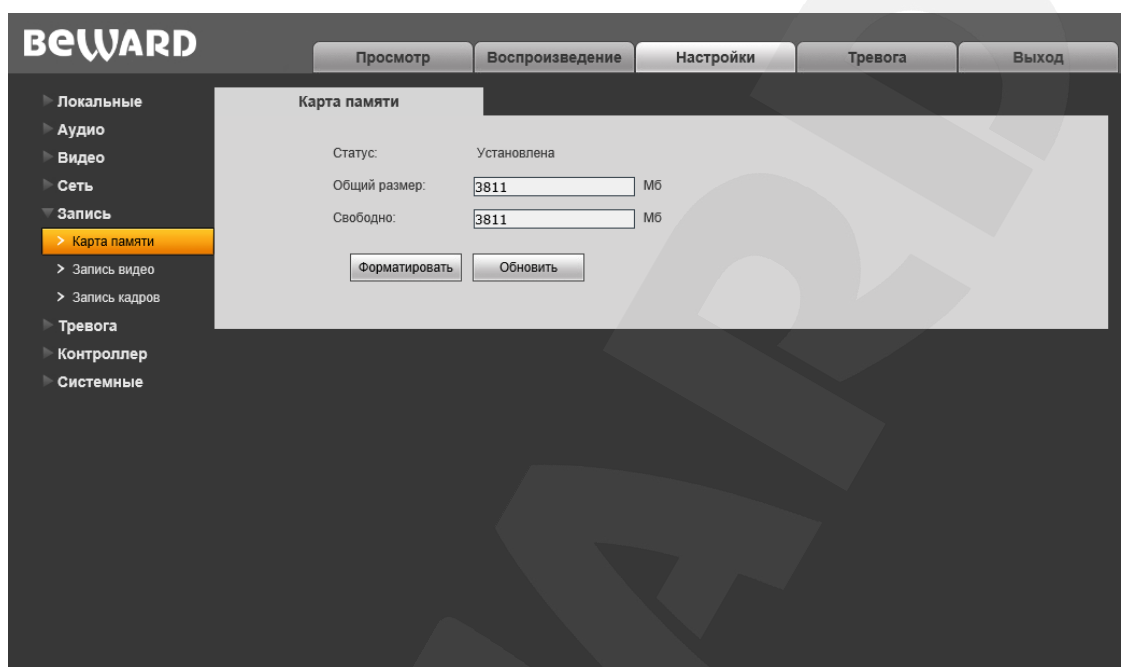 BEWARD
Просмотр Воспроизведение Настройки Тревога Выход
Локальные
Аудио
Видео
Сеть
Запись
> Карта памяти
> Запись видео
> Запись кадров
Тревога
Контроллер
Системные
Карта памяти
Статус: Установлена
Общий размер: 3811 Мб
Свободно: 3811 Мб
Форматировать Обновить